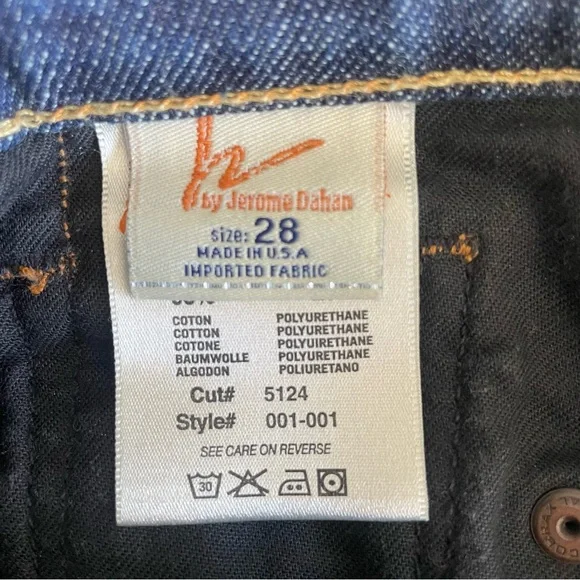 by Jerome Dahan
size: 28
MADE IN U.S.A
IMPORTED FABRIC
COTON POLYURETHANE
COTTON POLYURETHANE
COTONE POLYUIRETHANE
BAUMWOLLE POLYURETHANE
ALGODON POLIURETANO
Cut# 5124
Style# 001-001
SEE CARE ON REVERSE
30